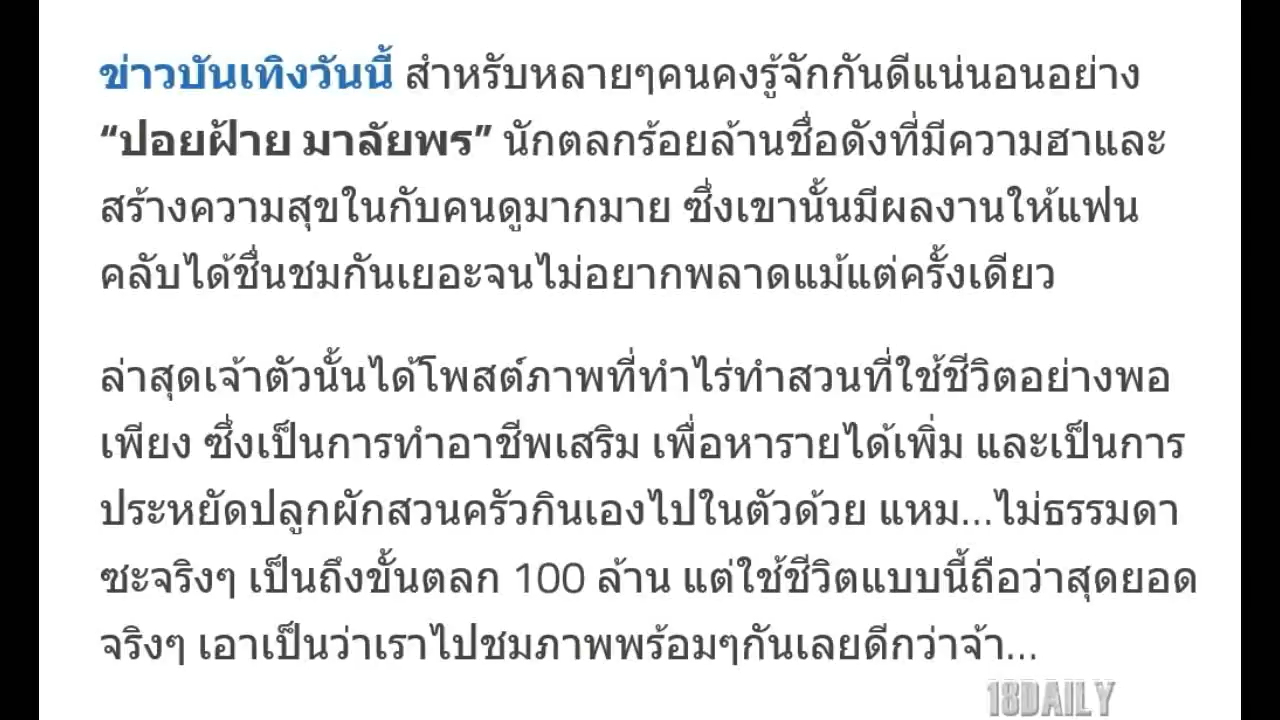 ข่าวบันเทิงวันนี้ สำหรับหลายๆคนคงรู้จักกันดีแน่นอนอย่าง
“ปอยฝ้าย มาลัยพร” นักตลกร้อยล้านชื่อดังที่มีความฮาและ
สร้างความสุขในกับคนดูมากมาย ซึ่งเขานั้นมีผลงานให้แฟน
คลับได้ชื่นชมกันเยอะจนไม่อยากพลาดแม้แต่ครั้งเดียว
ล่าสุดเจ้าตัวนั้นได้โพสต์ภาพที่ทำไร่ทำสวนที่ใช้ชีวิตอย่างพอ
เพียง ซึ่งเป็นการทำอาชีพเสริม เพื่อหารายได้เพิ่ม และเป็นการ
ประหยัดปลูกผักสวนครัวกินเองไปในตัวด้วย แหม...ไม่ธรรมดา
ซะจริงๆ เป็นถึงขั้นตลก 100 ล้าน แต่ใช้ชีวิตแบบนี้ถือว่าสุดยอด
จริงๆ เอาเป็นว่าเราไปชมภาพพร้อมๆกันเลยดีกว่าจ้า...
18DAILY